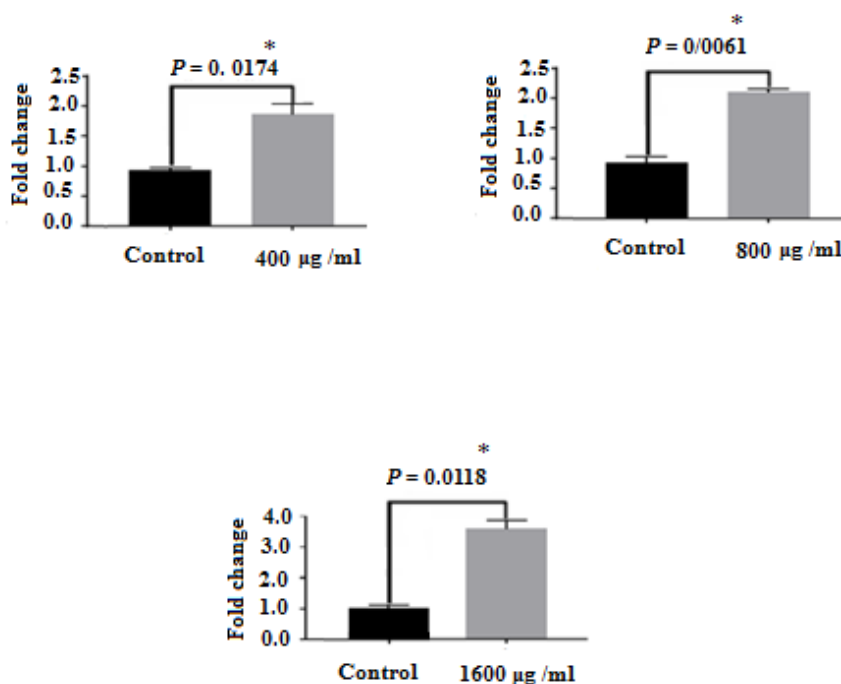 *
P = 0. 0174
Fold change
2.5
2.0
1.5
1.0
0.5
0.0
Control 400 µg /ml
*
P = 0/0061
Fold change
2.5
2.0
1.5
1.0
0.5
0.0
Control 800 µg /ml
*
P = 0.0118
Fold change
4.0
3.0
2.0
1.0
0.0
Control 1600 µg /ml